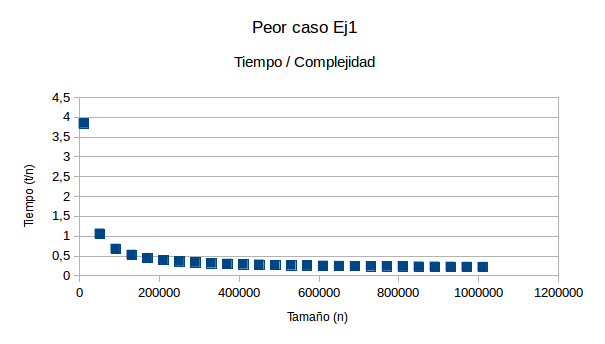 Peor caso Ej1
Tiempo / Complejidad
4,5
4
3,5
3
2,5
2
1,5
1
0,5
0
Tiempo (t/n)
0 200000 400000 600000 800000 1000000 1200000
Tamaño (n)